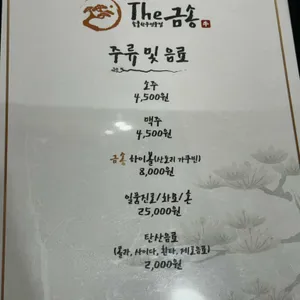 The 금송
주류 및 음료
소주
4,500원
맥주
4,500원
금송 하이볼(산토리 가쿠빈)
8,000원
일품진로/화요/혼
25,000원
탄산음료
(콜라, 사이다, 환타, 제로음료)
2,000원